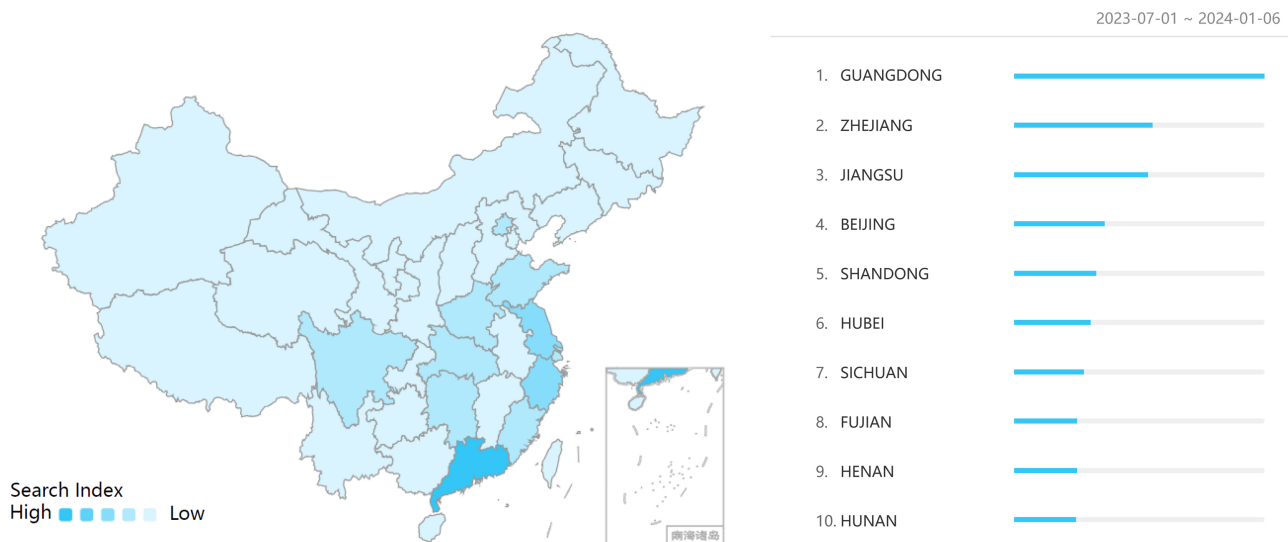 2023-07-01 ~ 2024-01-06
1. GUANGDONG
2. ZHEJIANG
3. JIANGSU
4. BEIJING
5. SHANDONG
6. HUBEI
7. SICHUAN
8. FUJIAN
9. HENAN
10. HUNAN
Search Index
High Low
南海诸岛